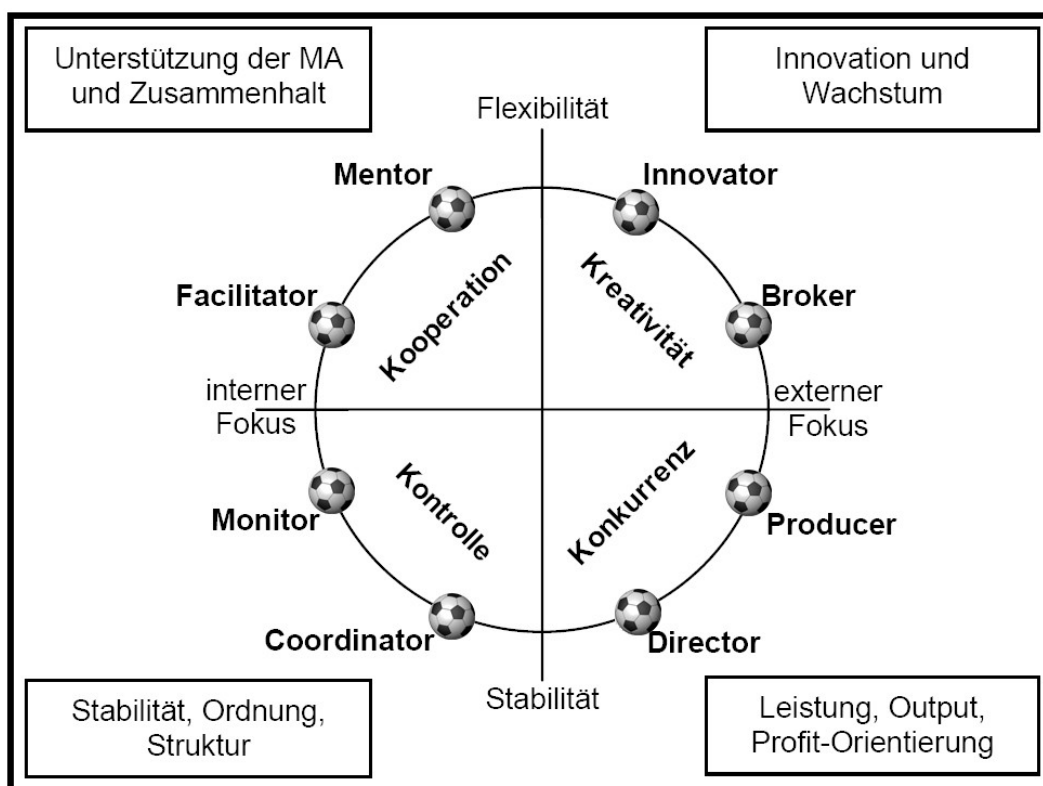 Unterstützung der MA
und Zusammenhalt
Innovation und
Wachstum
Flexibilität
Mentor
Innovator
Facilitator
Kooperation
Kreativität
Broker
interner
Fokus
externer
Fokus
Monitor
Kontrolle
Konkurrenz
Producer
Coordinator
Director
Stabilität
Stabilität, Ordnung,
Struktur
Leistung, Output,
Profit-Orientierung